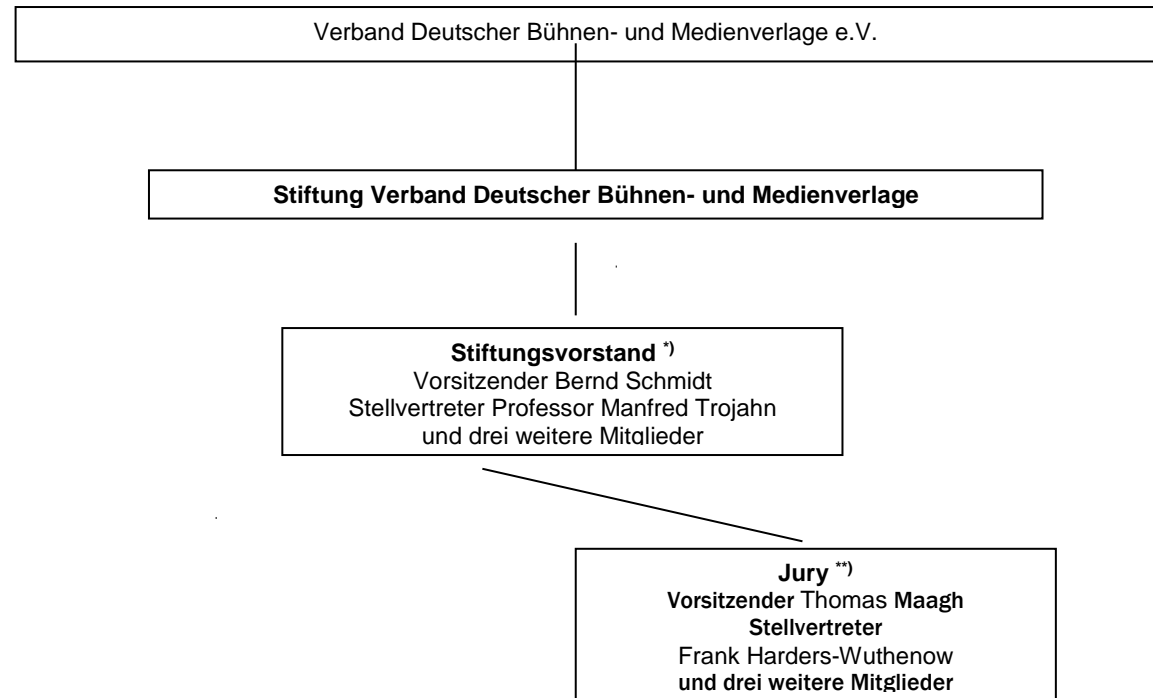 Verband Deutscher Bühnen- und Medienverlage e.V.
Stiftung Verband Deutscher Bühnen- und Medienverlage
Stiftungsvorstand *)
Vorsitzender Bernd Schmidt
Stellvertreter Professor Manfred Trojahn
und drei weitere Mitglieder
Jury **)
Vorsitzender Thomas Maagh
Stellvertreter
Frank Harders-Wuthenow
und drei weitere Mitglieder